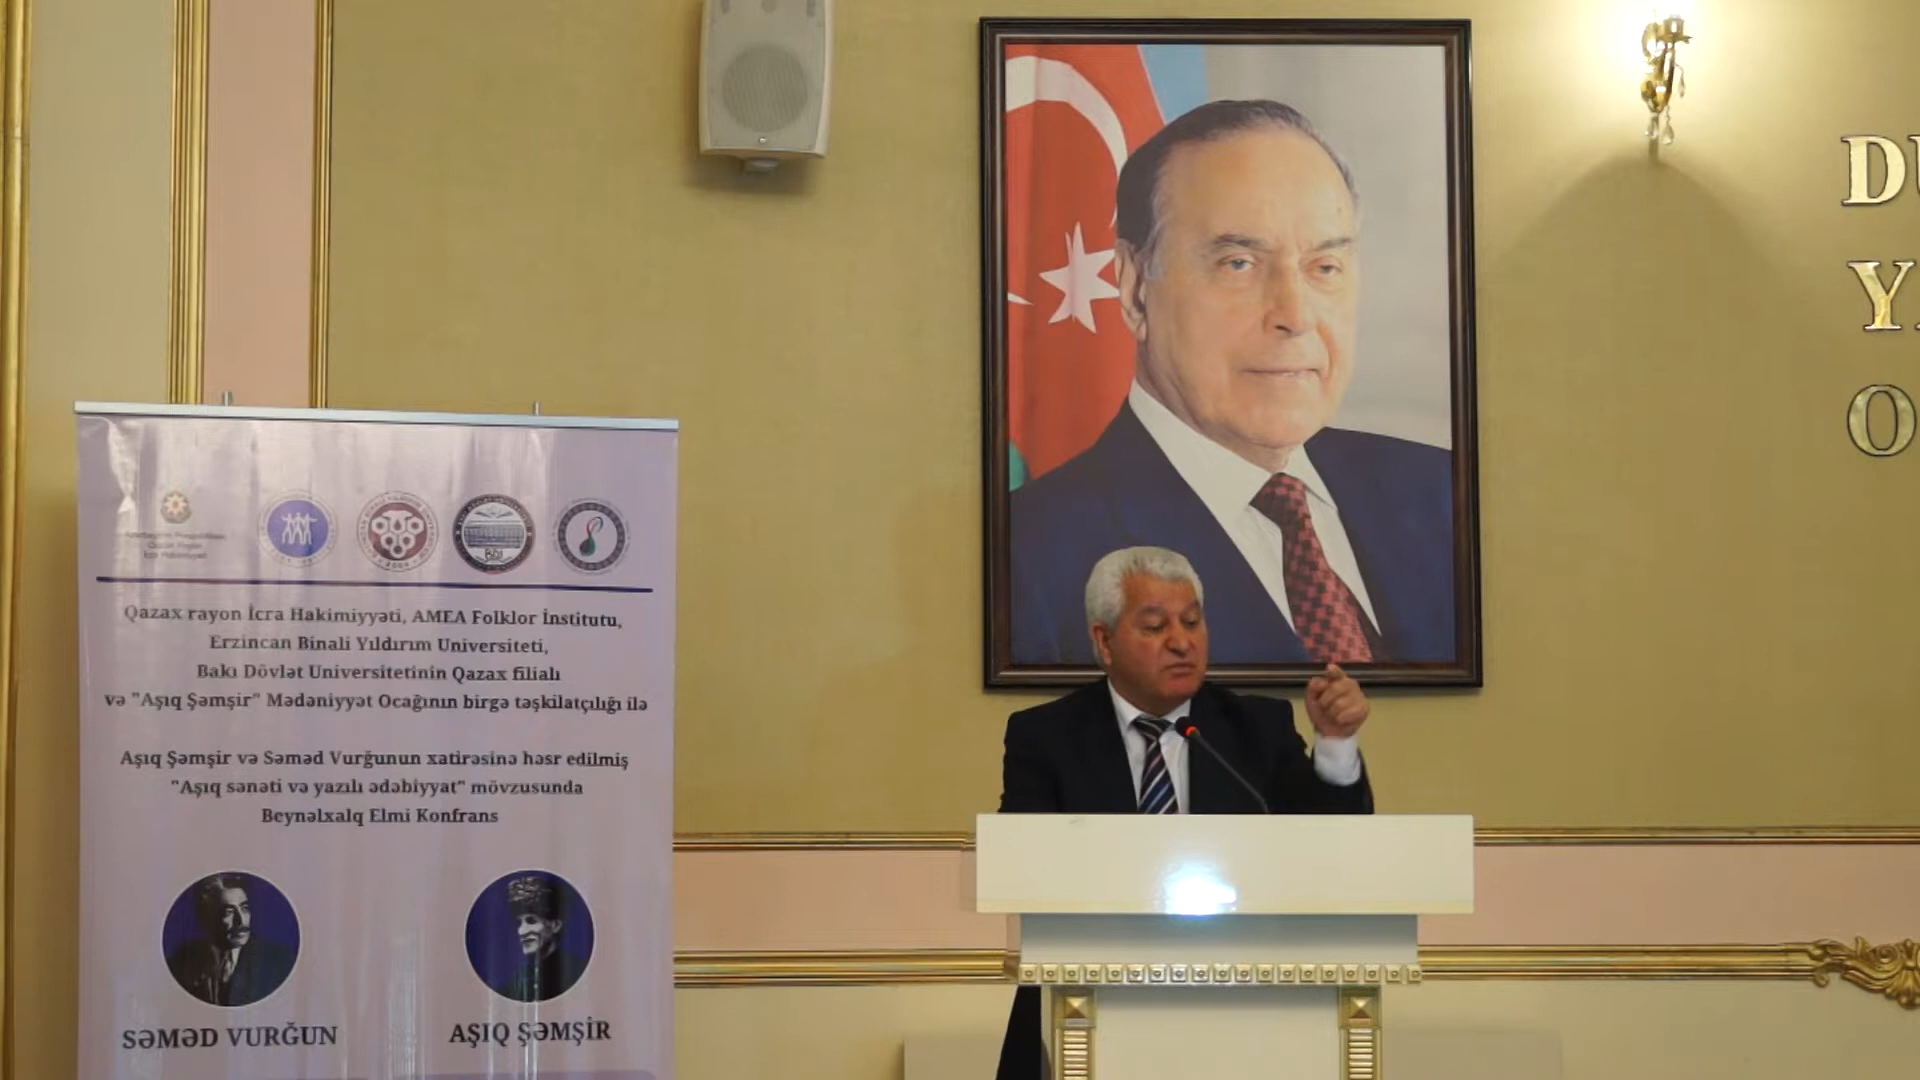 Qazax rayon İcra Hakimiyyəti, AMEA Folklor İnstitutu,
Erzincan Binali Yıldırım Universiteti,
Bakı Dövlət Universitetinin Qazax filialı
və "Aşıq Şəmşir" Mədəniyyət Ocağının birgə təşkilatçılığı ilə
Aşıq Şəmşir və Səməd Vurğunun xatirəsinə həsr edilmiş
"Aşıq sənəti və yazılı ədəbiyyat" mövzusunda
Beynəlxalq Elmi Konfrans
SƏMƏD VURĞUN
AŞIQ ŞƏMŞİR